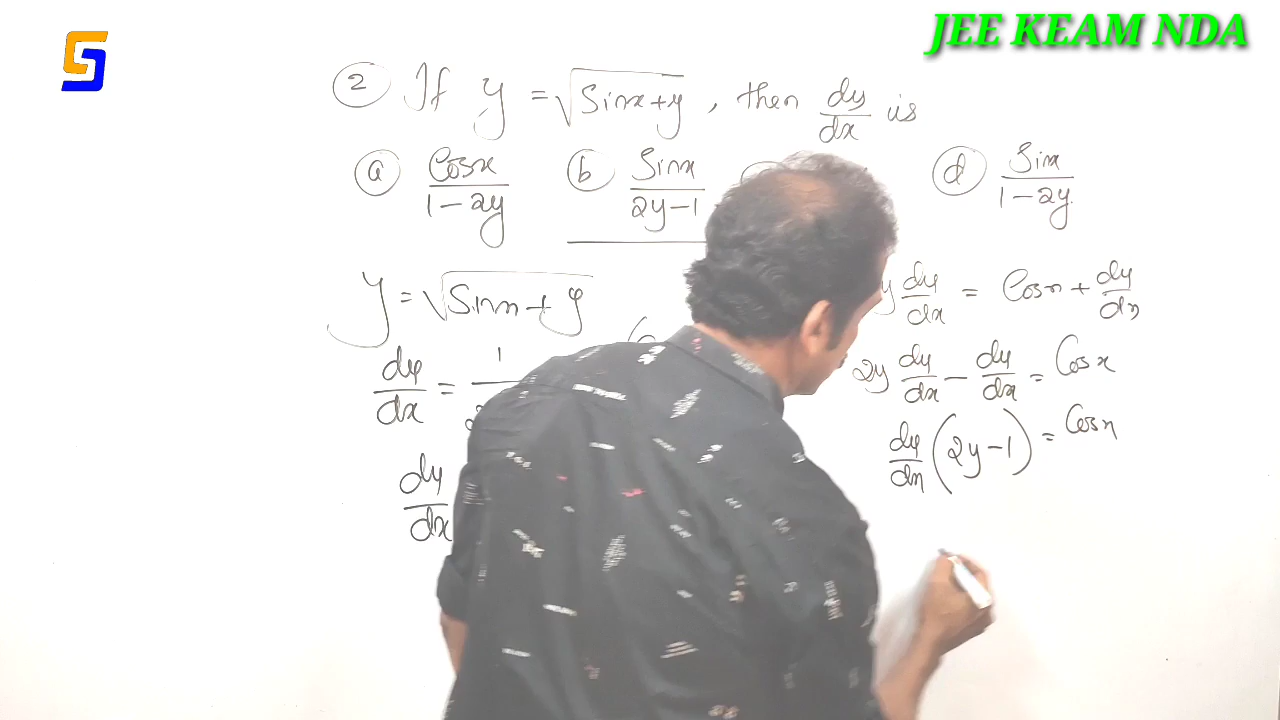 JEE KEAM NDA
2 If y = √(Sinx+y), then dy/dx is
a Cosx/(1-2y) b Sinx/(2y-1) d Sinx/(1-2y)
y = √(Sinx+y)
dy/dx = 1
dy/dx
y dy/dx = Cosx + dy/dx
2y dy/dx - dy/dx = Cosx
dy/dx (2y-1) = Cosx